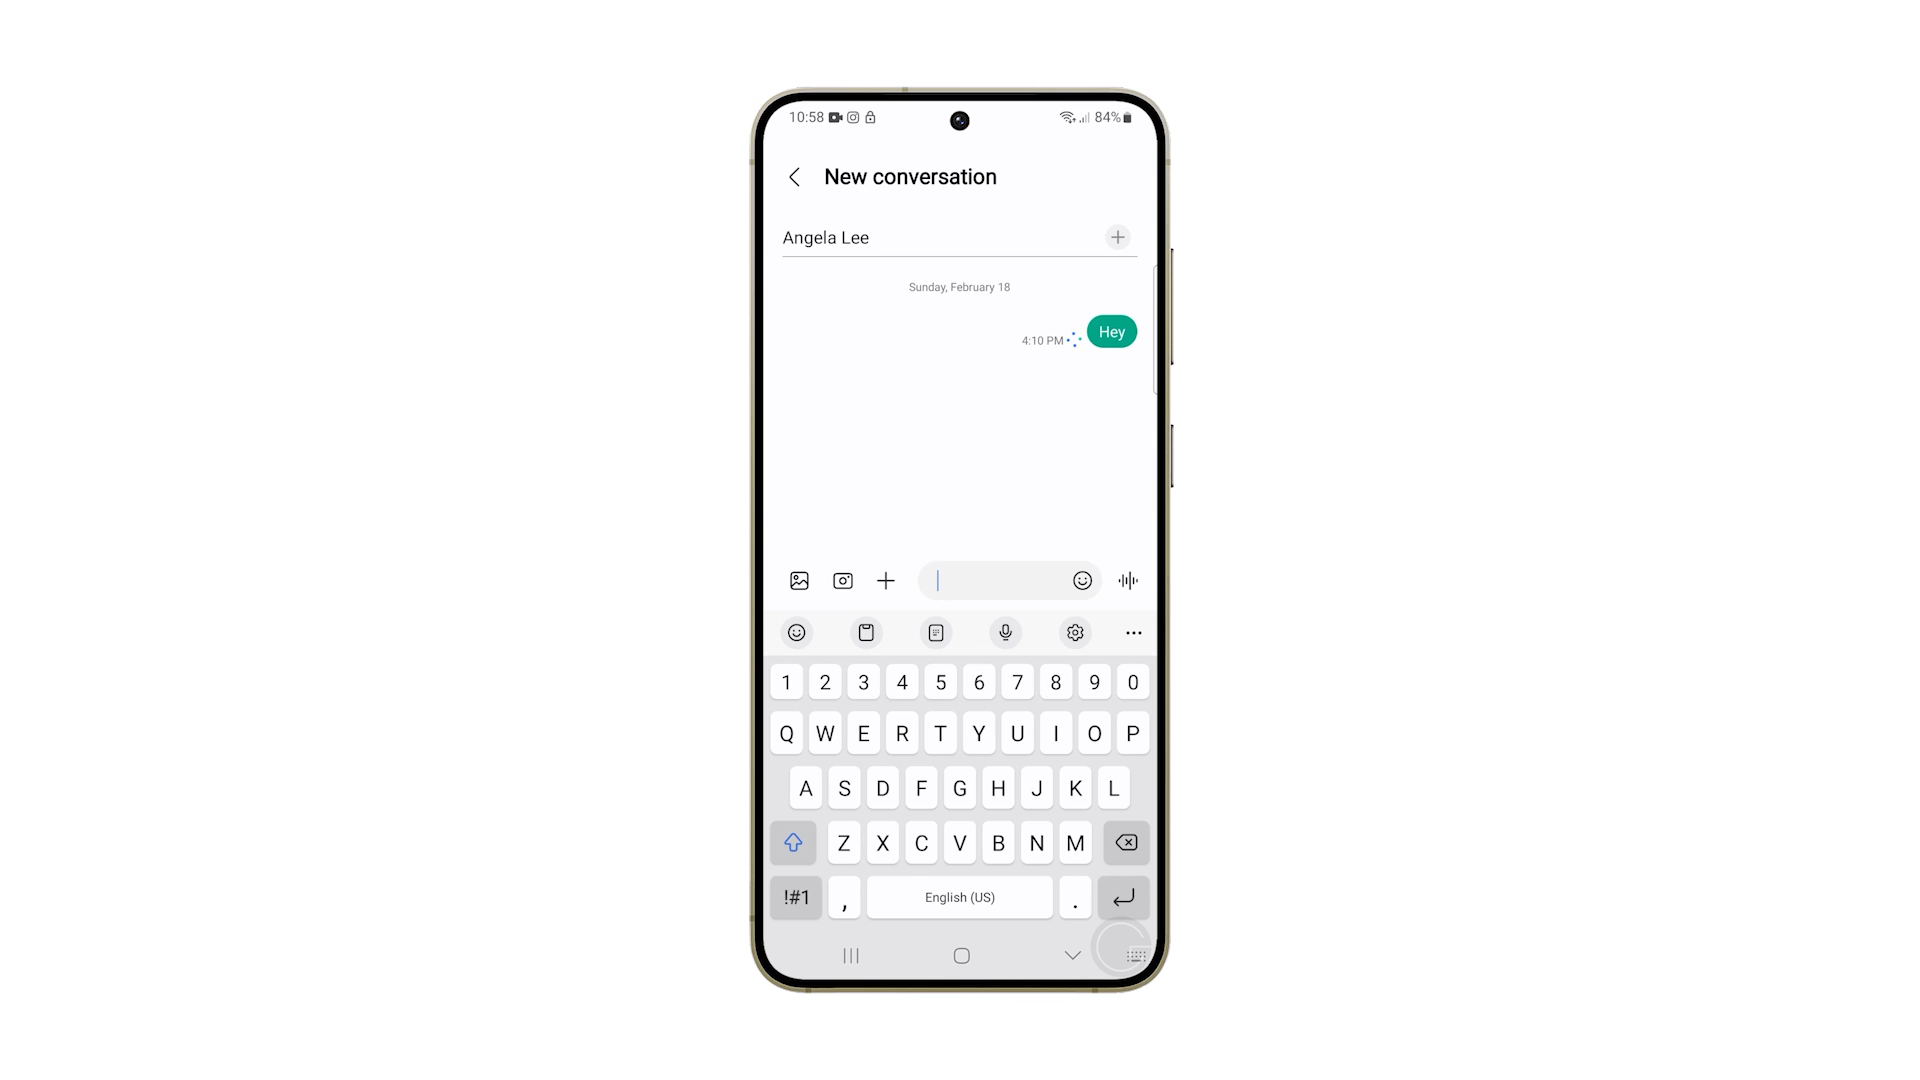 10:58 84%
New conversation
Angela Lee
Sunday, February 18
4:10 PM Hey
1 2 3 4 5 6 7 8 9 0
Q W E R T Y U I O P
A S D F G H J K L
Z X C V B N M
!#1 , English (US) .